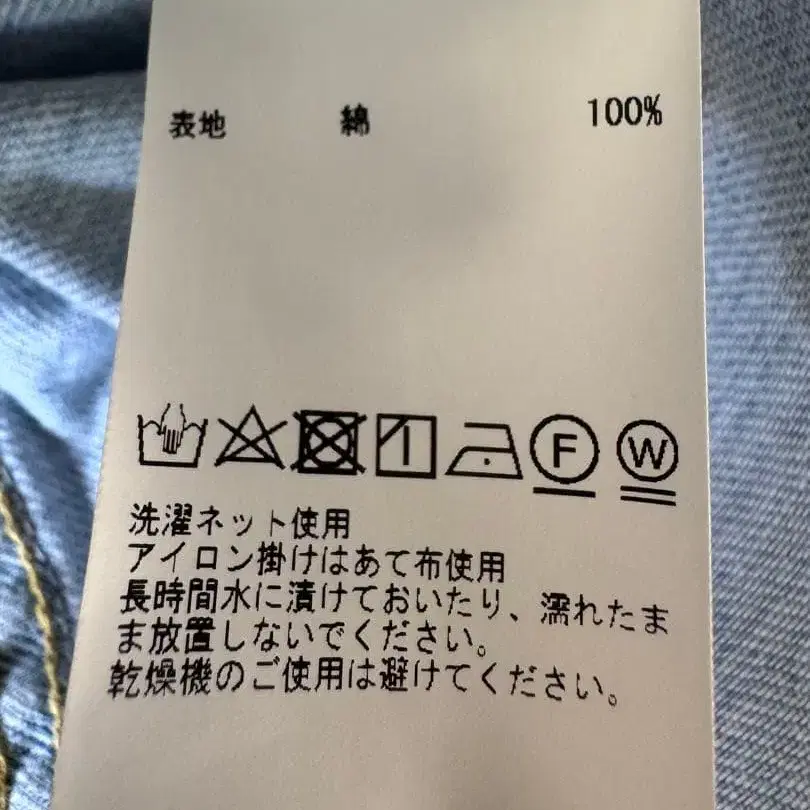 表地 綿 100%
F W
洗濯ネット使用
アイロン掛けはあて布使用
長時間水に漬けておいたり、濡れたま
ま放置しないでください。
乾燥機のご使用は避けてください。